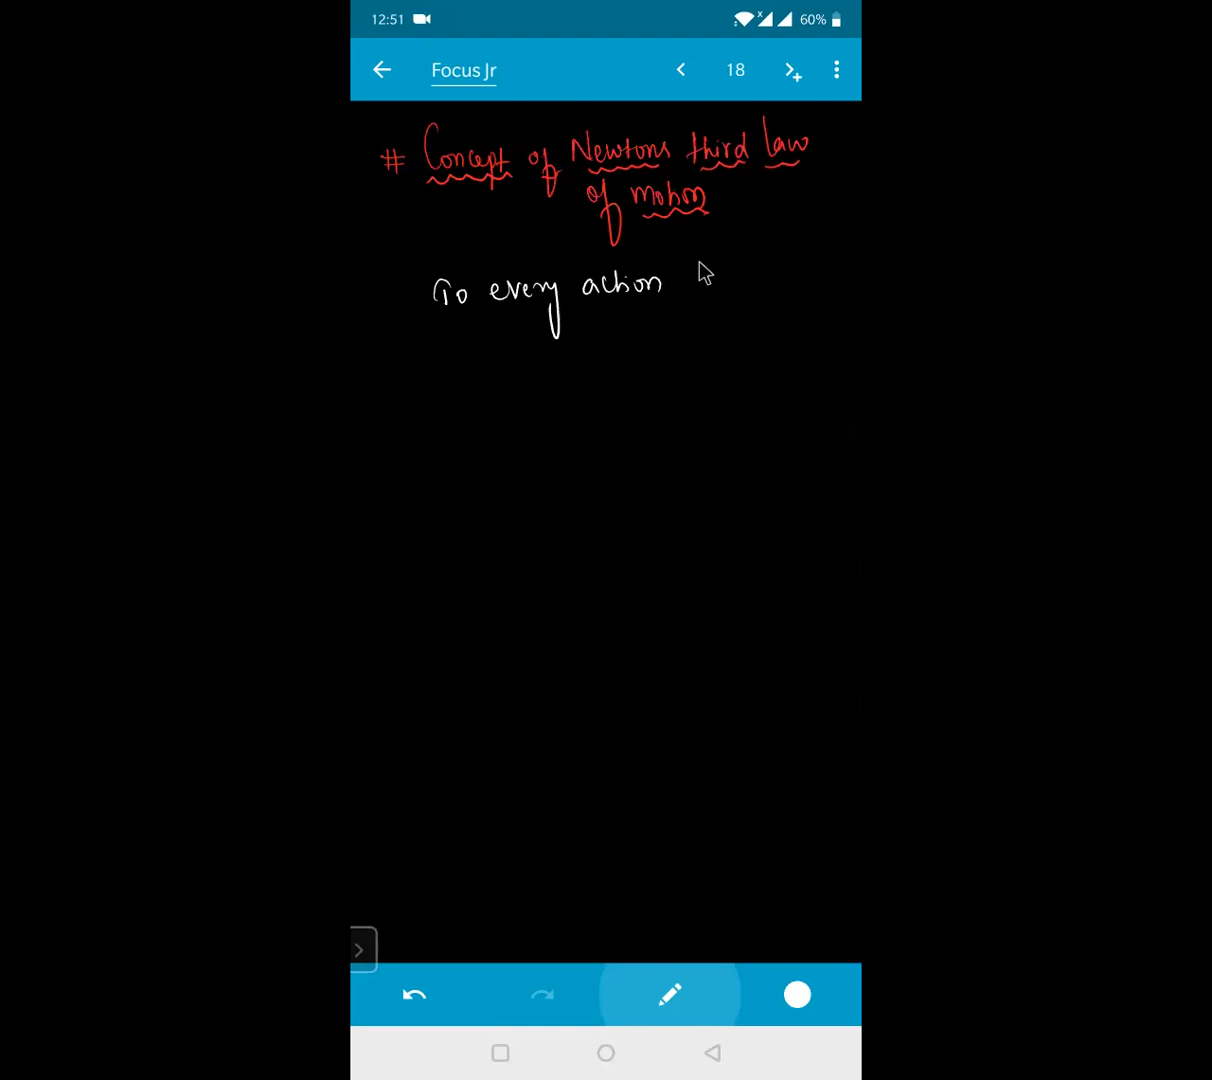 12:51 60%
Focus Jr 18
# Concept of Newtons third law
of motion
To every action